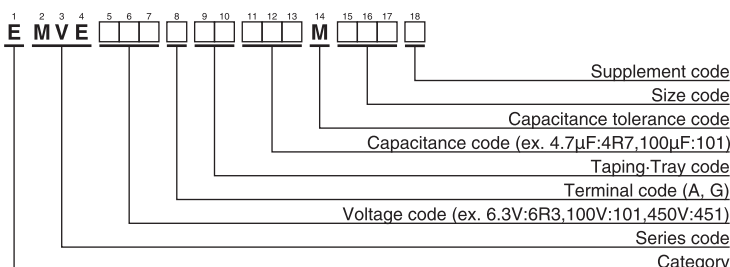 1 2 3 4 5 6 7 8 9 10 11 12 13 14 15 16 17 18
E M V E M
Supplement code
Size code
Capacitance tolerance code
Capacitance code (ex. 4.7μF:4R7,100μF:101)
Taping·Tray code
Terminal code (A, G)
Voltage code (ex. 6.3V:6R3,100V:101,450V:451)
Series code
Category